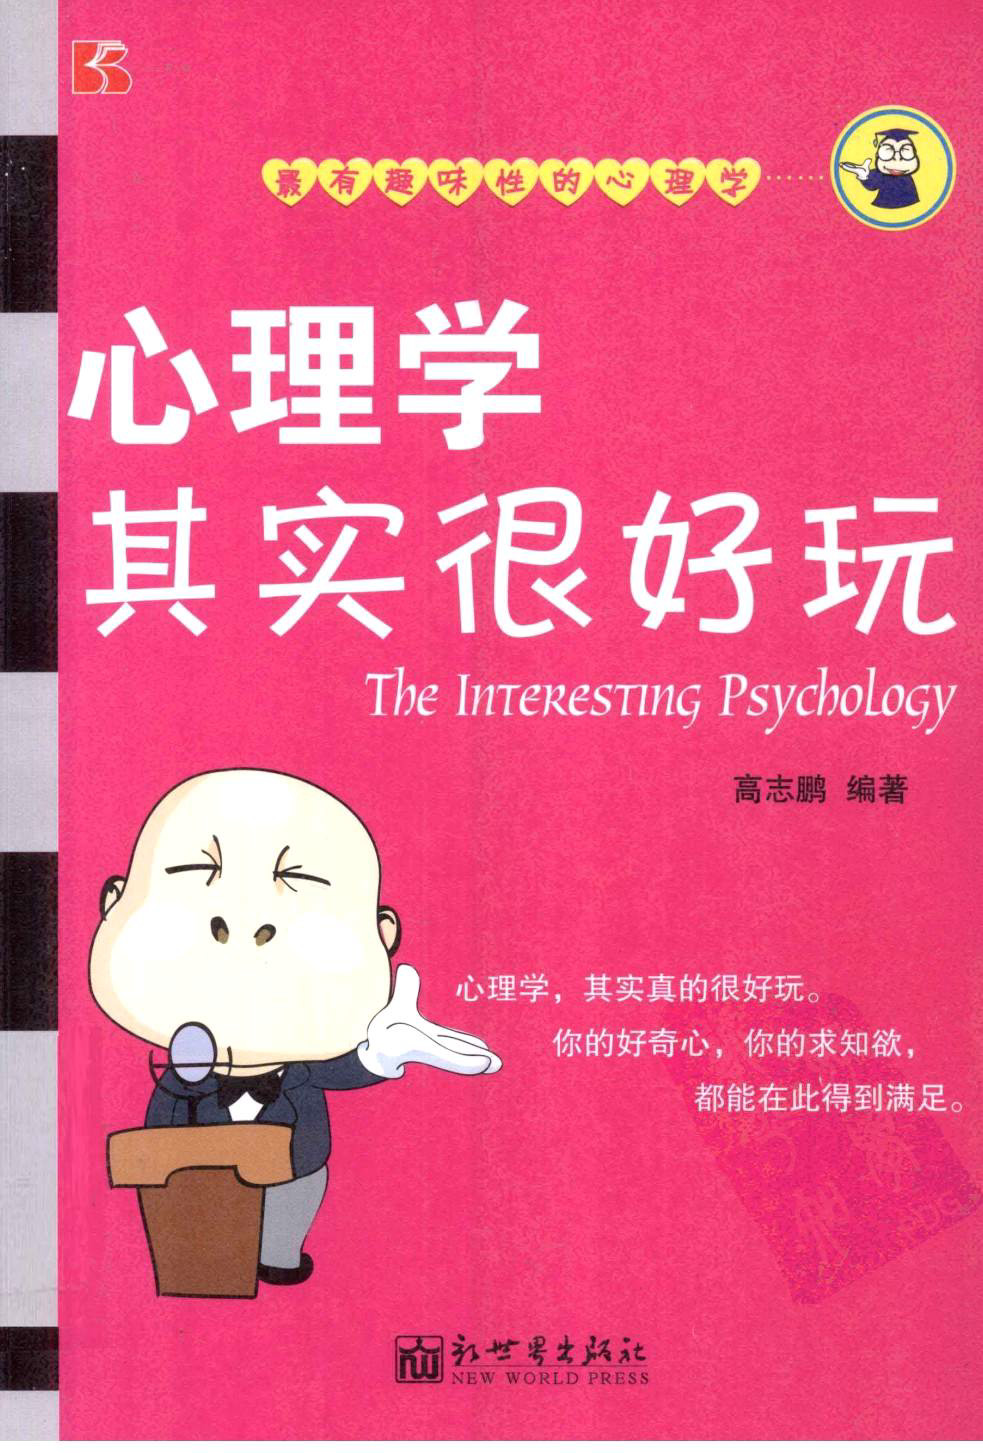 最有趣味性的心理学……
心理学
其实很好玩
The Interesting Psychology
高志鹏 编著
心理学，其实真的很好玩。
你的好奇心，你的求知欲，
都能在此得到满足。
PDG
新世界出版社
NEW WORLD PRESS